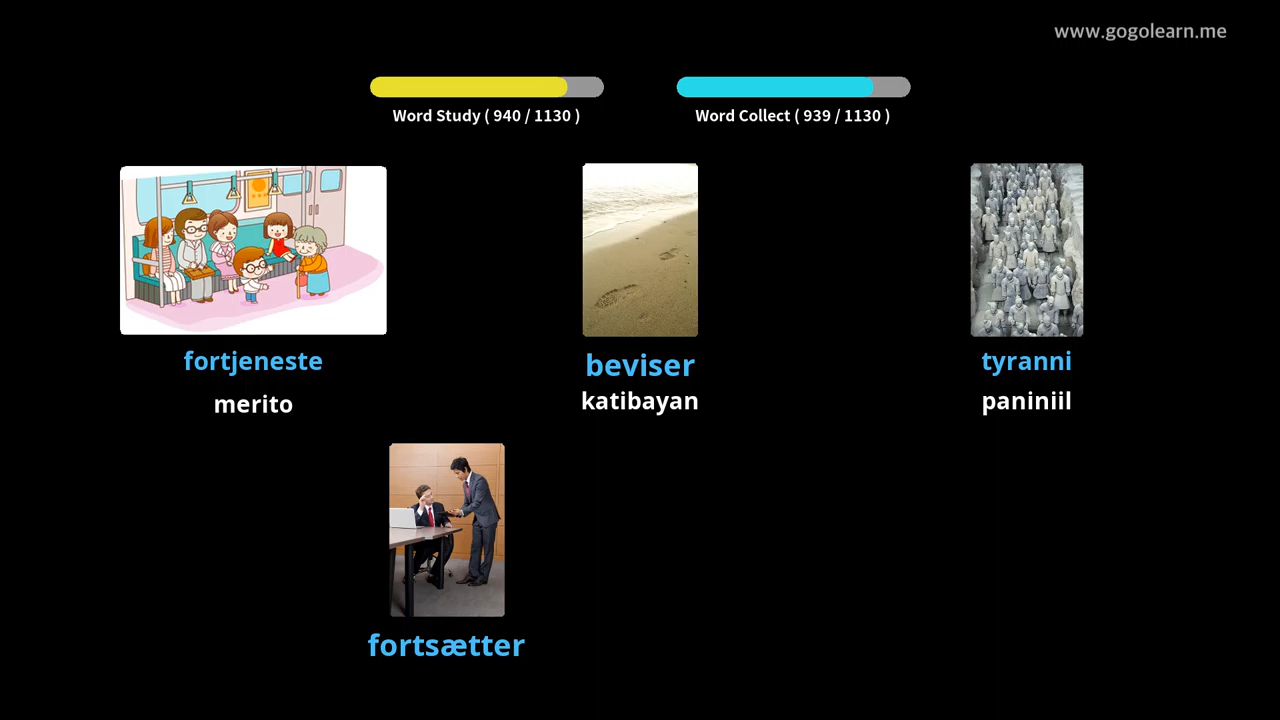 www.gogolearn.me
Word Study ( 940 / 1130 )
Word Collect ( 939 / 1130 )
fortjeneste
merito
beviser
katibayan
tyranni
paniniil
fortsætter